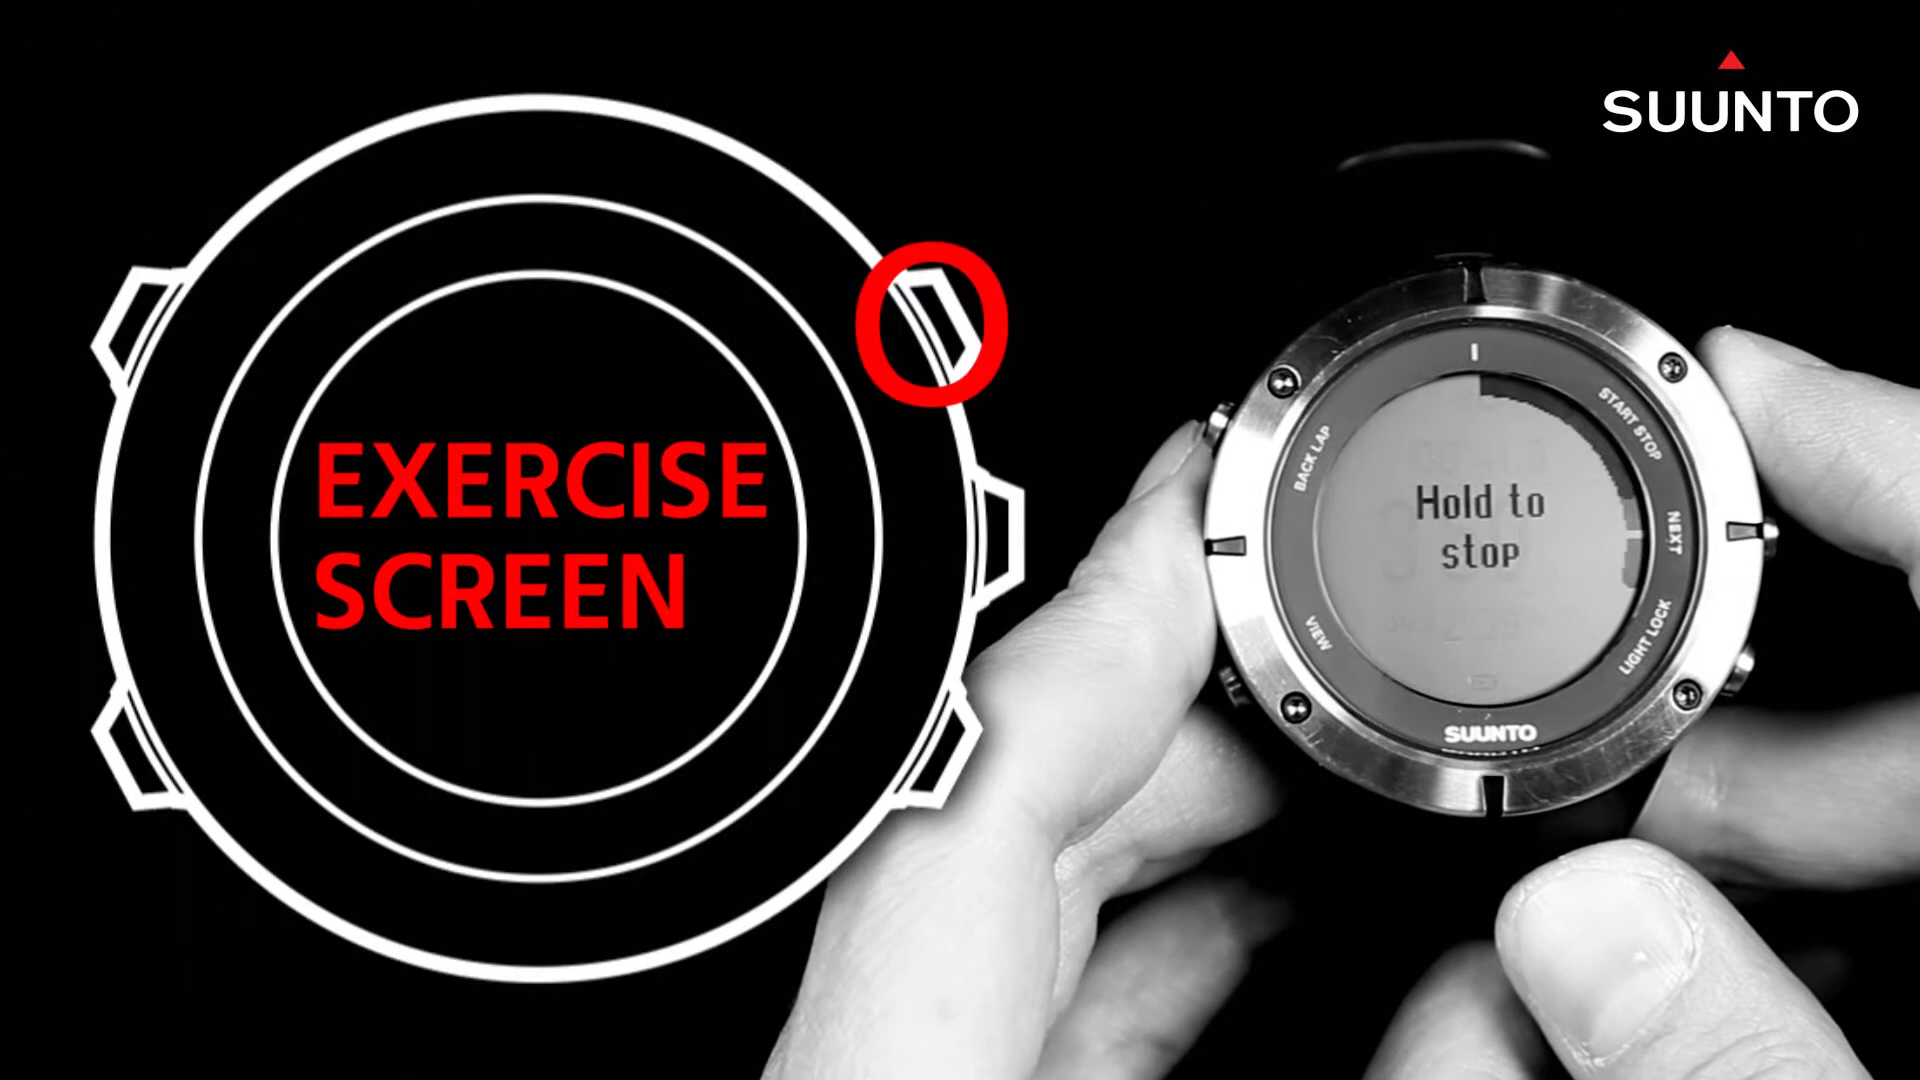 SUUNTO
EXERCISE
SCREEN
BACK LAP
START STOP
Hold to
stop
NEXT
VIEW
LIGHT LOCK
SUUNTO